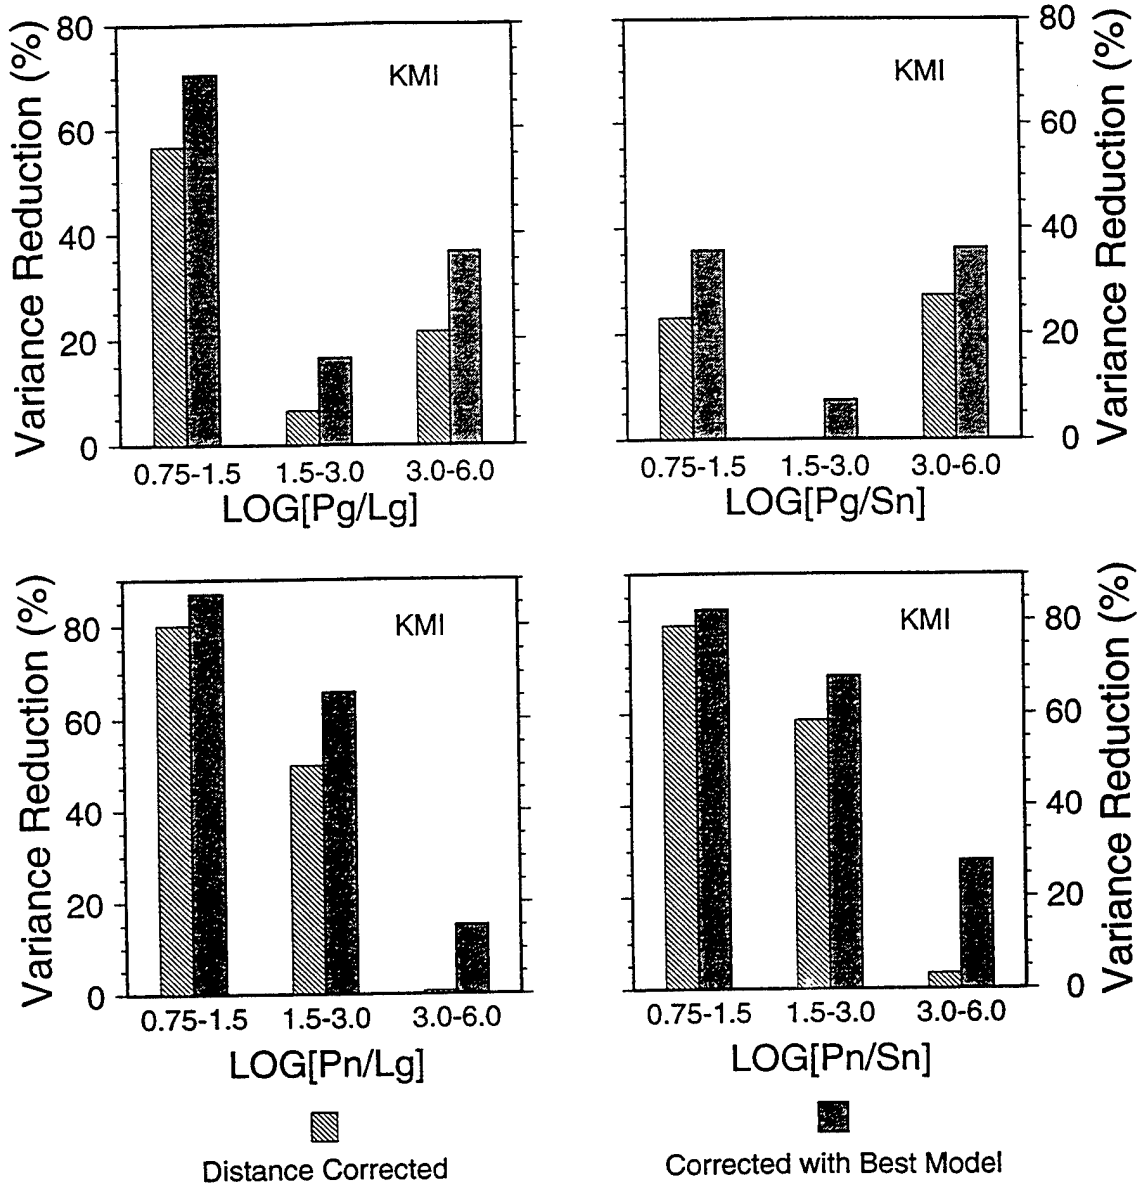 Variance Reduction (%)
80
60
40
20
0
KMI
0.75-1.5 1.5-3.0 3.0-6.0
LOG[Pg/Lg]
KMI
80
60
40
20
0
Variance Reduction (%)
0.75-1.5 1.5-3.0 3.0-6.0
LOG[Pg/Sn]
Variance Reduction (%)
80
60
40
20
0
KMI
0.75-1.5 1.5-3.0 3.0-6.0
LOG[Pn/Lg]
KMI
80
60
40
20
0
Variance Reduction (%)
0.75-1.5 1.5-3.0 3.0-6.0
LOG[Pn/Sn]
Distance Corrected
Corrected with Best Model